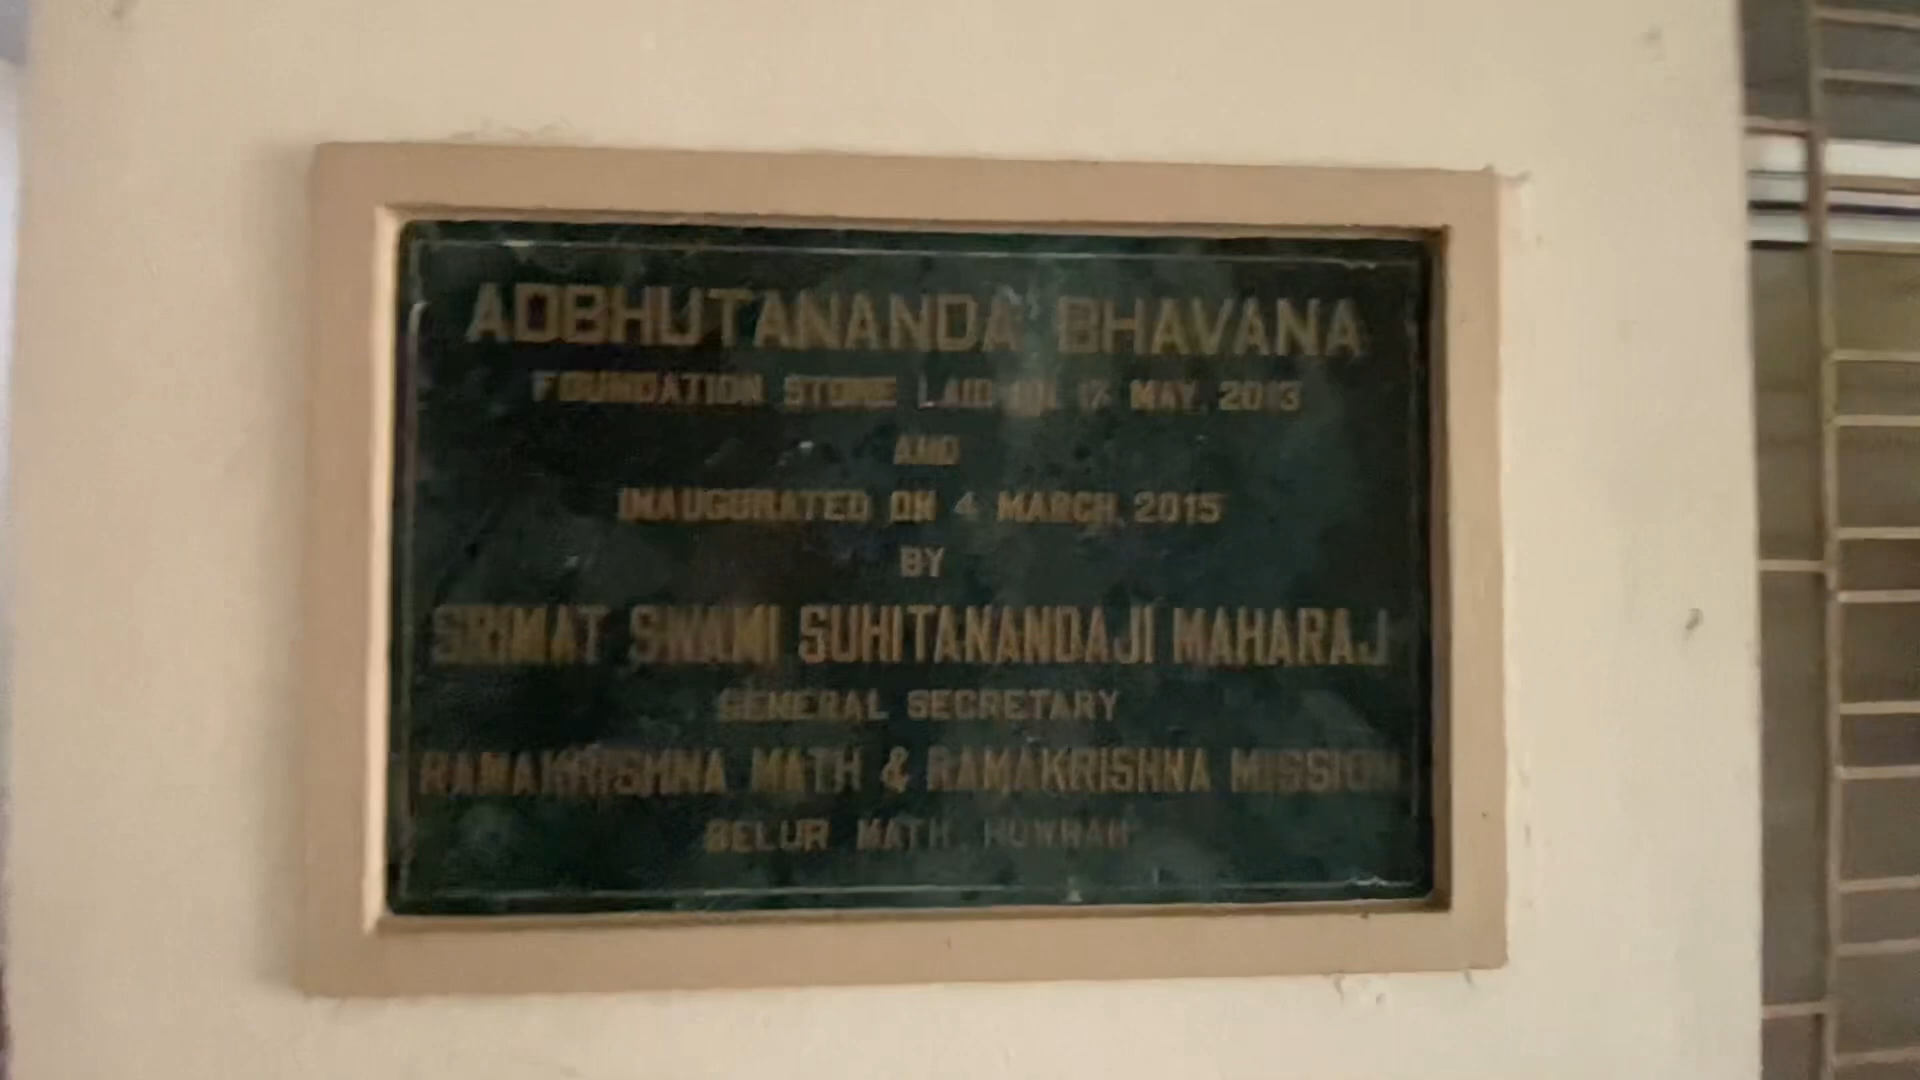 ADBHUTANANDA BHAVANA
FOUNDATION STONE LAID ON 17 MAY, 2013
AND
INAUGURATED ON 4 MARCH, 2015
BY
SRIMAT SWAMI SUHITANANDAJI MAHARAJ
GENERAL SECRETARY
RAMAKRISHNA MATH & RAMAKRISHNA MISSION
BELUR MATH, HOWRAH